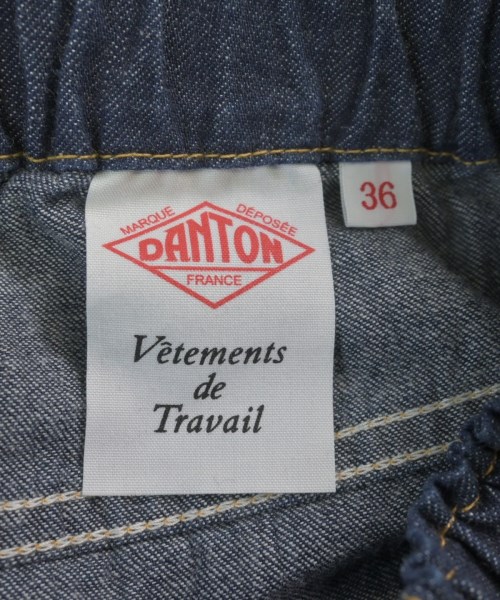 MARQUE DÉPOSÉE
DANTON
FRANCE
Vêtements
de
Travail
36